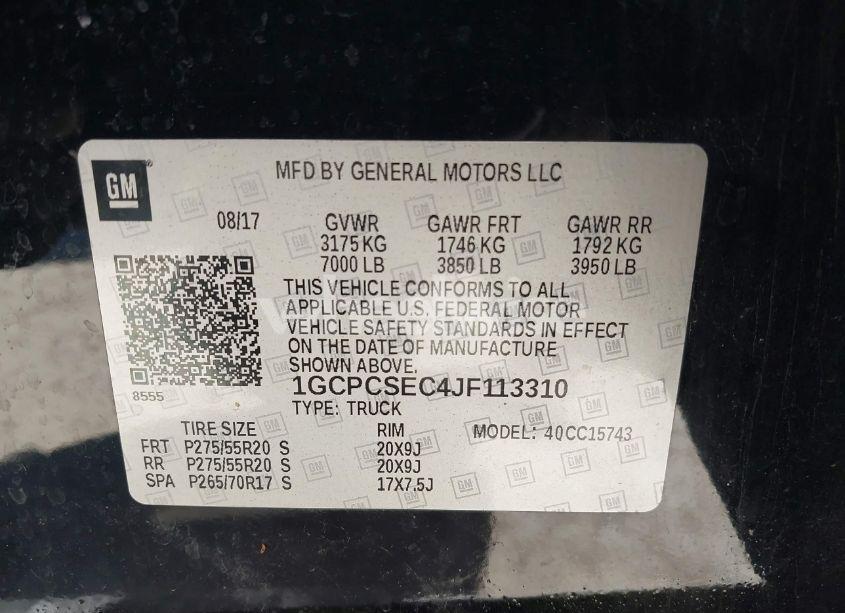 GM
MFD BY GENERAL MOTORS LLC
08/17 GVWR GAWR FRT GAWR RR
3175 KG 1746 KG 1792 KG
7000 LB 3850 LB 3950 LB
THIS VEHICLE CONFORMS TO ALL
APPLICABLE U.S. FEDERAL MOTOR
VEHICLE SAFETY STANDARDS IN EFFECT
ON THE DATE OF MANUFACTURE
SHOWN ABOVE.
8555
1GCPCSEC4JF113310
TYPE: TRUCK
TIRE SIZE RIM MODEL: 40CC15743
FRT P275/55R20 S 20X9J
RR P275/55R20 S 20X9J
SPA P265/70R17 S 17X7.5J